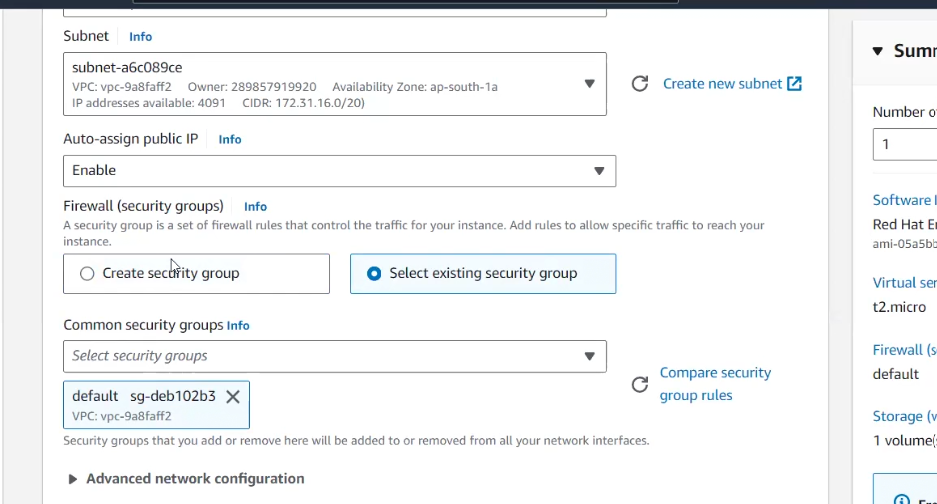 Subnet Info
subnet-a6c089ce
VPC: vpc-9a8faff2 Owner: 289857919920 Availability Zone: ap-south-1a
IP addresses available: 4091 CIDR: 172.31.16.0/20)
Create new subnet
Auto-assign public IP Info
Enable
Firewall (security groups) Info
A security group is a set of firewall rules that control the traffic for your instance. Add rules to allow specific traffic to reach your
instance.
Create security group
Select existing security group
Common security groups Info
Select security groups
default sg-deb102b3
VPC: vpc-9a8faff2
Compare security
group rules
Security groups that you add or remove here will be added to or removed from all your network interfaces.
Advanced network configuration
Number
1
Software
Red Hat
ami-05a5bb
Virtual
t2.micro
Firewall
default
Storage
1 volume